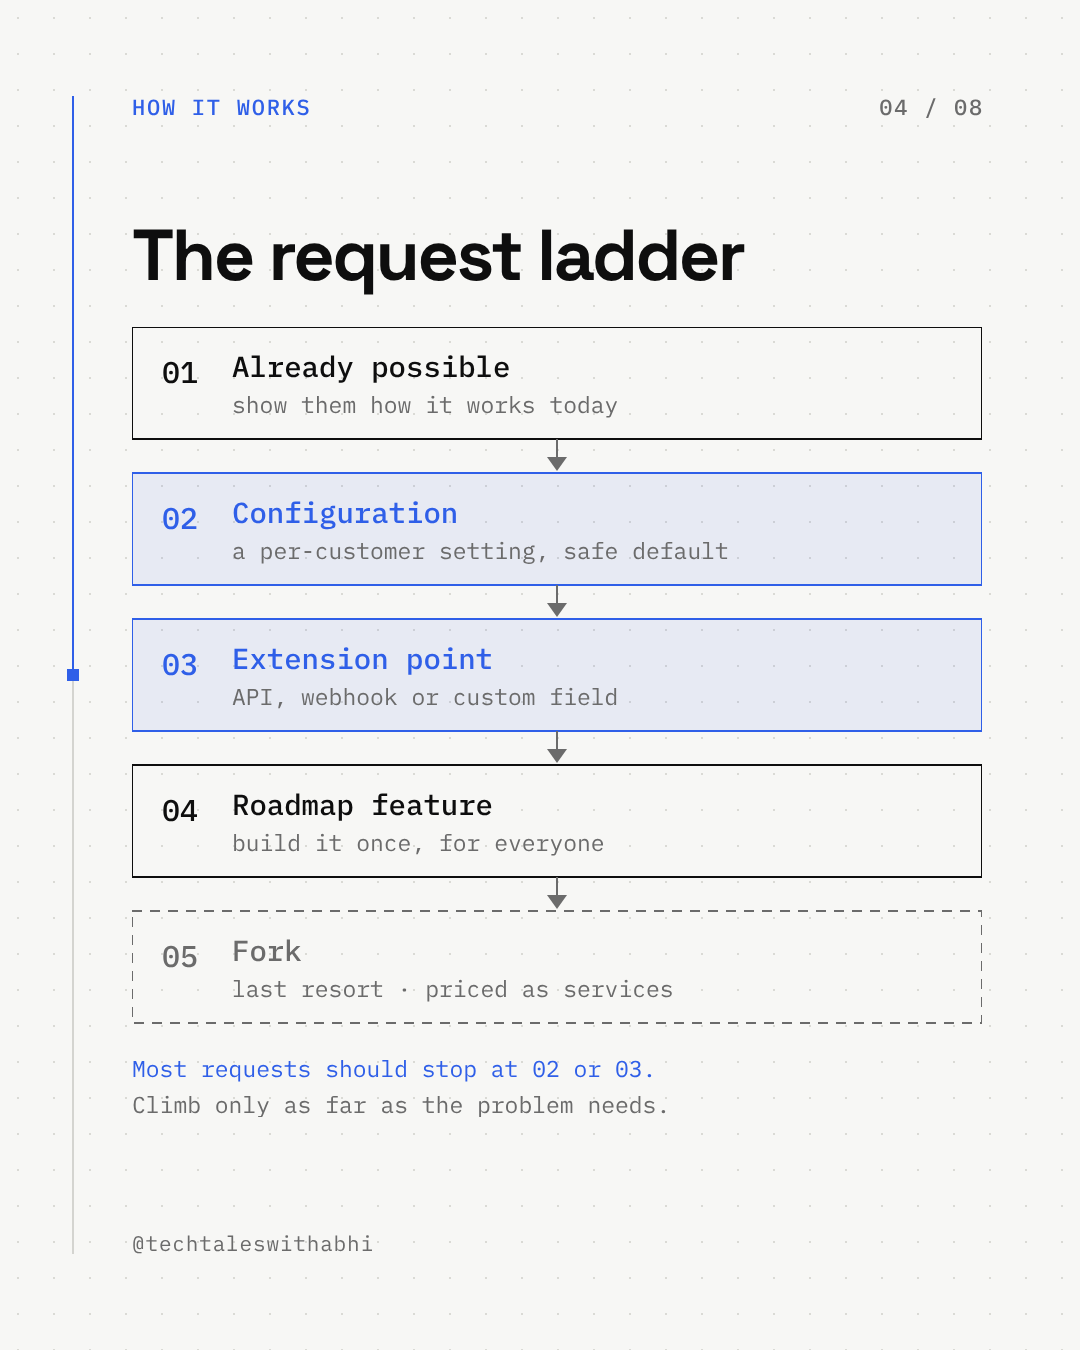 HOW IT WORKS
04 / 08
The request ladder
01
Already possible
show them how it works today
02
Configuration
a per-customer setting, safe default
03
Extension point
API, webhook or custom field
04
Roadmap feature
build it once, for everyone
05
Fork
last resort · priced as services
Most requests should stop at 02 or 03.
Climb only as far as the problem needs.
@techtaleswithabhi